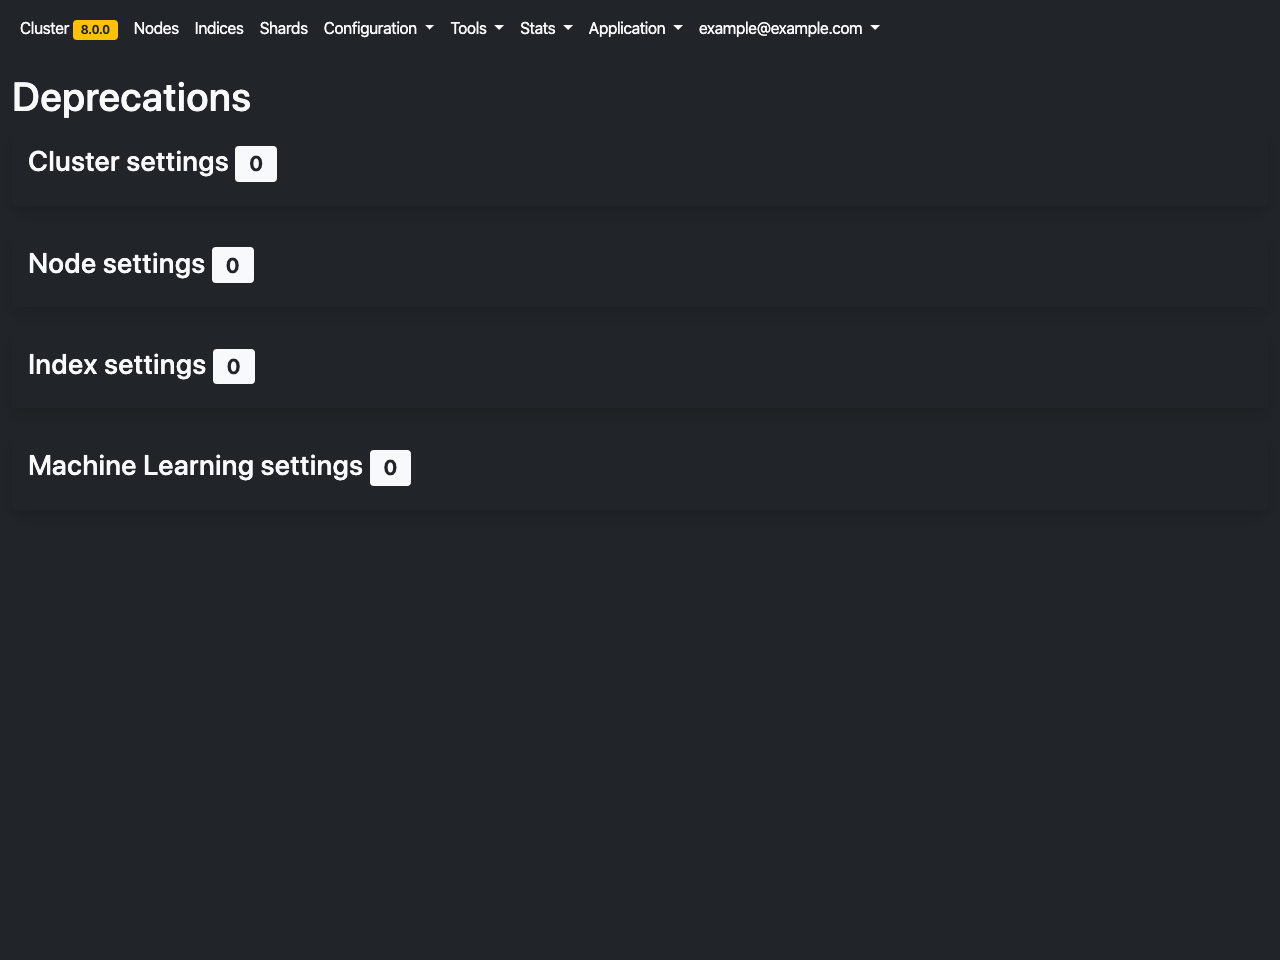 Cluster 8.0.0 Nodes Indices Shards Configuration Tools Stats Application example@example.com
Deprecations
Cluster settings 0
Node settings 0
Index settings 0
Machine Learning settings 0